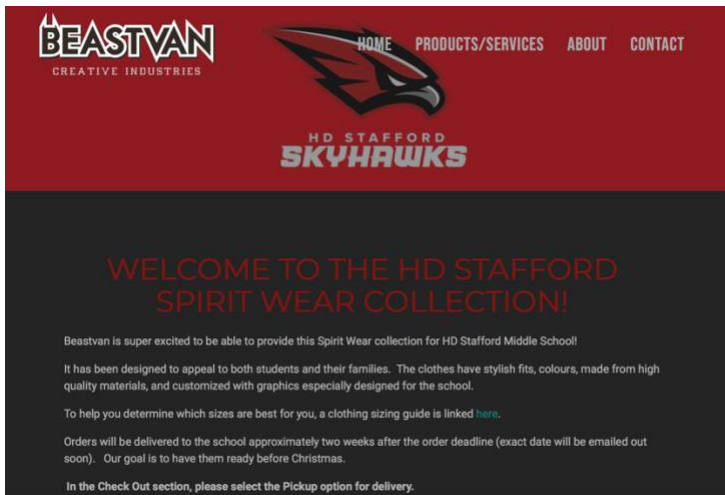 BEASTVAN
CREATIVE INDUSTRIES
HOME PRODUCTS/SERVICES ABOUT CONTACT
HD STAFFORD
SKYHAWKS
WELCOME TO THE HD STAFFORD
SPIRIT WEAR COLLECTION!
Beastvan is super excited to be able to provide this Spirit Wear collection for HD Stafford Middle School!
It has been designed to appeal to both students and their families. The clothes have stylish fits, colours, made from high
quality materials, and customized with graphics especially designed for the school.
To help you determine which sizes are best for you, a clothing sizing guide is linked here.
Orders will be delivered to the school approximately two weeks after the order deadline (exact date will be emailed out
soon). Our goal is to have them ready before Christmas.
In the Check Out section, please select the Pickup option for delivery.